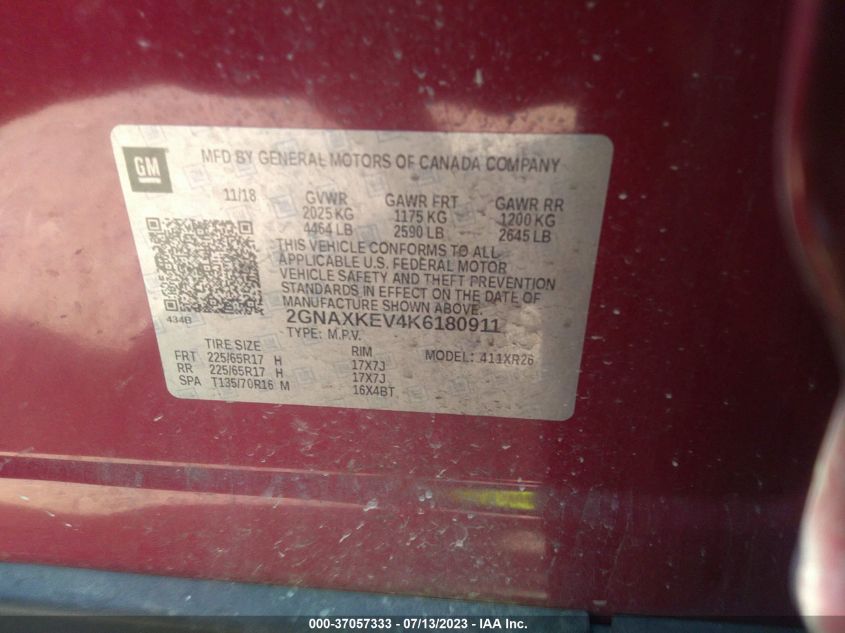 GM
MFD BY GENERAL MOTORS OF CANADA COMPANY
11/18 GVWR GAWR FRT GAWR RR
2025 KG 1175 KG 1200 KG
4464 LB 2590 LB 2645 LB
THIS VEHICLE CONFORMS TO ALL
APPLICABLE U.S. FEDERAL MOTOR
VEHICLE SAFETY AND THEFT PREVENTION
STANDARDS IN EFFECT ON THE DATE OF
MANUFACTURE SHOWN ABOVE.
434B
2GNAXKEV4K6180911
TYPE: M.P.V. MODEL: 411XR26
TIRE SIZE RIM
FRT 225/65R17 H 17X7J
RR 225/65R17 H 17X7J
SPA T135/70R16 M 16X4BT
000-37057333 / 07/13/2023 - IAA Inc.